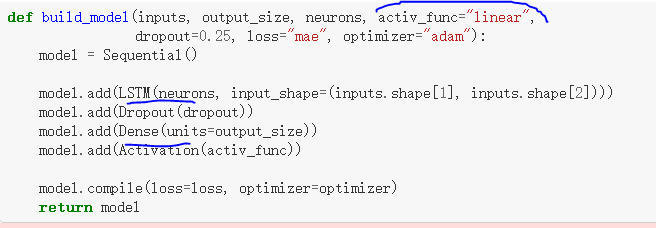 def build_model(inputs, output_size, neurons, activ_func="linear",
dropout=0.25, loss="mae", optimizer="adam"):
model = Sequential()
model.add(LSTM(neurons, input_shape=(inputs.shape[1], inputs.shape[2])))
model.add(Dropout(dropout))
model.add(Dense(units=output_size))
model.add(Activation(activ_func))
model.compile(loss=loss, optimizer=optimizer)
return model